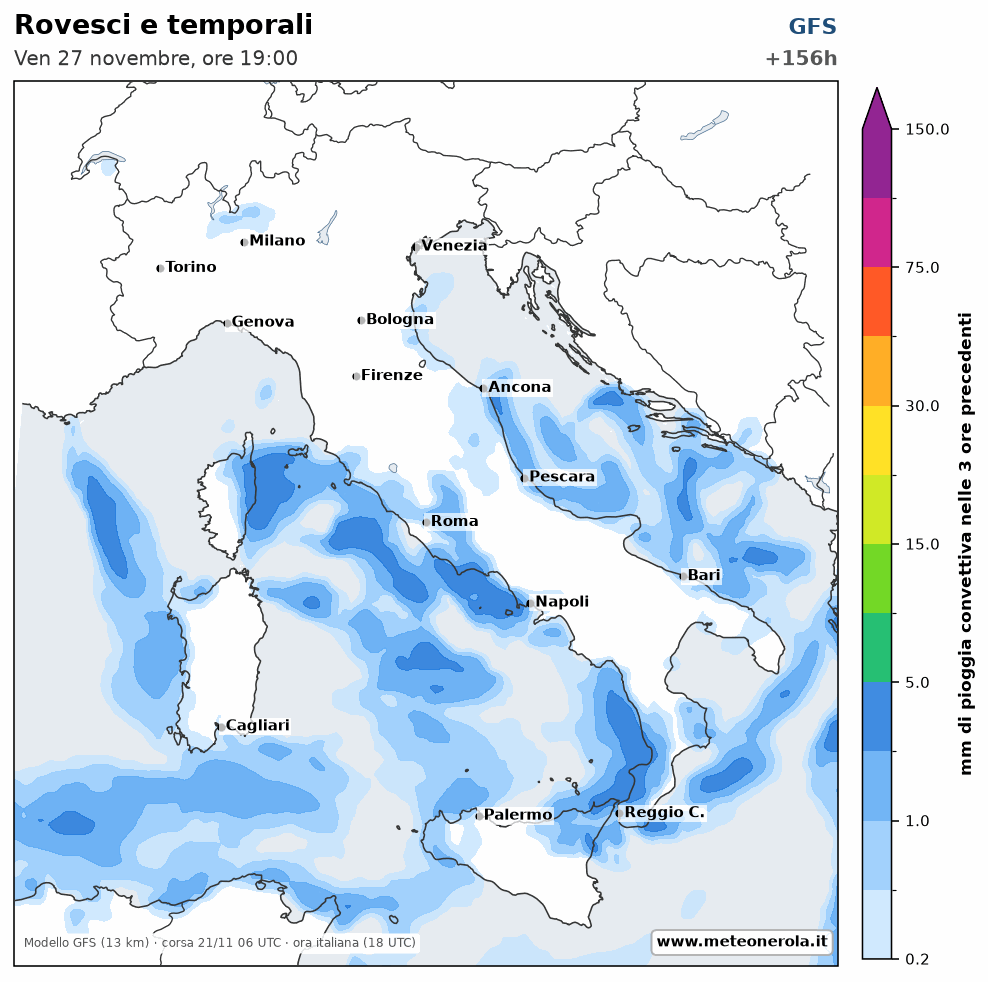 Rovesci e temporali
GFS
Ven 27 novembre, ore 19:00
+156h
150.0
75.0
30.0
15.0
5.0
1.0
0.2
mm di pioggia convettiva nelle 3 ore precedenti
Milano
Venezia
Torino
Genova
Bologna
Firenze
Ancona
Pescara
Roma
Bari
Napoli
Cagliari
Palermo
Reggio C.
Modello GFS (13 km) · corsa 21/11 06 UTC · ora italiana (18 UTC)
www.meteonerola.it